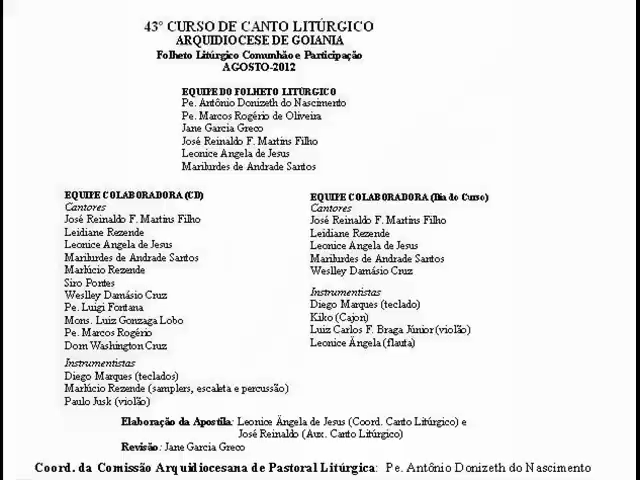 43º CURSO DE CANTO LITÚRGICO
ARQUIDIOCESE DE GOIANIA
Folheto Litúrgico Comunhão e Participação
AGOSTO-2012
EQUIPE DO FOLHETO LITÚRGICO
Pe. Antônio Donizeth do Nascimento
Pe. Marcos Rogério de Oliveira
Jane Garcia Greco
José Reinaldo F. Martins Filho
Leonice Angela de Jesus
Marilurdes de Andrade Santos
EQUIPE COLABORADORA (CD)
Cantores
José Reinaldo F. Martins Filho
Leidiane Rezende
Leonice Angela de Jesus
Marilurdes de Andrade Santos
Marlúcio Rezende
Siro Pontes
Weslley Damásio Cruz
Pe. Luigi Fontana
Mons. Luiz Gonzaga Lobo
Pe. Marcos Rogério
Dom Washington Cruz
Instrumentistas
Diego Marques (teclados)
Marlúcio Rezende (samplers, escaleta e percussão)
Paulo Jusk (violão)
EQUIPE COLABORADORA (Dia do Curso)
Cantores
José Reinaldo F. Martins Filho
Leidiane Rezende
Leonice Angela de Jesus
Marilurdes de Andrade Santos
Weslley Damásio Cruz
Instrumentistas
Diego Marques (teclado)
Kiko (Cajon)
Luiz Carlos F. Braga Júnior (violão)
Leonice Ângela (flauta)
Elaboração da Apostila: Leonice Ângela de Jesus (Coord. Canto Litúrgico) e
José Reinaldo (Aux. Canto Litúrgico)
Revisão: Jane Garcia Greco
Coord. da Comissão Arquidiocesana de Pastoral Litúrgica: Pe. Antônio Donizeth do Nascimento